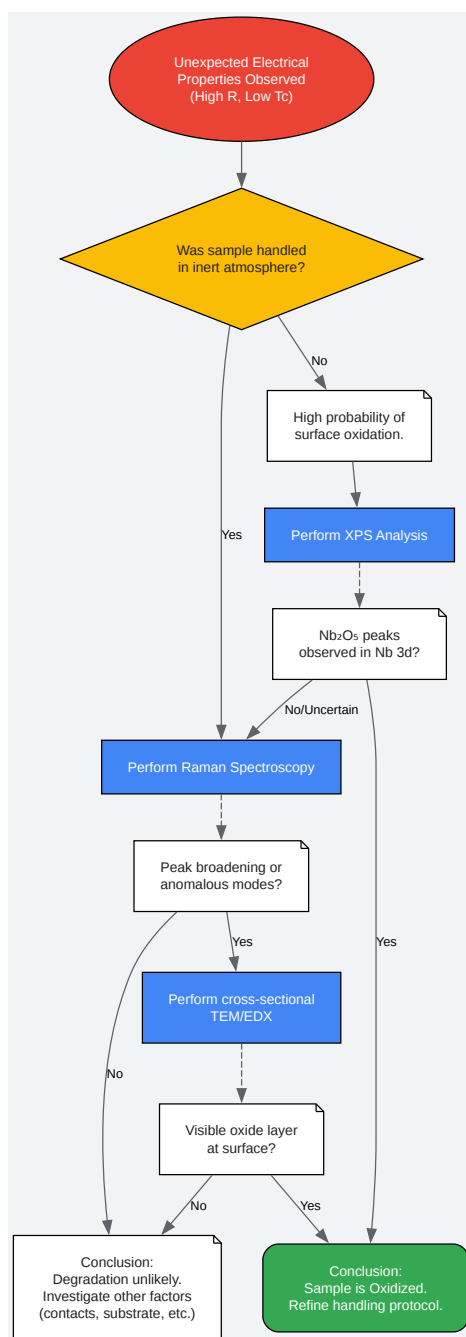 Unexpected Electrical
Properties Observed
(High R, Low Tc)
Was sample handled
in inert atmosphere?
No
High probability of
surface oxidation.
Yes
Perform XPS Analysis
Nb₂O₅ peaks
observed in Nb 3d?
No/Uncertain
Perform Raman Spectroscopy
Peak broadening or
anomalous modes?
Yes
Yes
Perform cross-sectional
TEM/EDX
No
Visible oxide layer
at surface?
No
Yes
Conclusion:
Degradation unlikely.
Investigate other factors
(contacts, substrate, etc.)
Conclusion:
Sample is Oxidized.
Refine handling protocol.